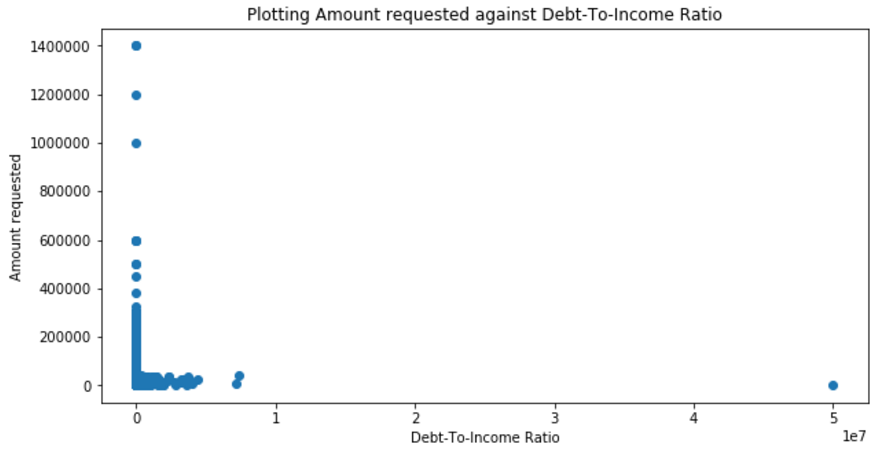 Plotting Amount requested against Debt-To-Income Ratio
1400000
1200000
1000000
800000
600000
400000
200000
0
Amount requested
0 1 2 3 4 5
1e7
Debt-To-Income Ratio